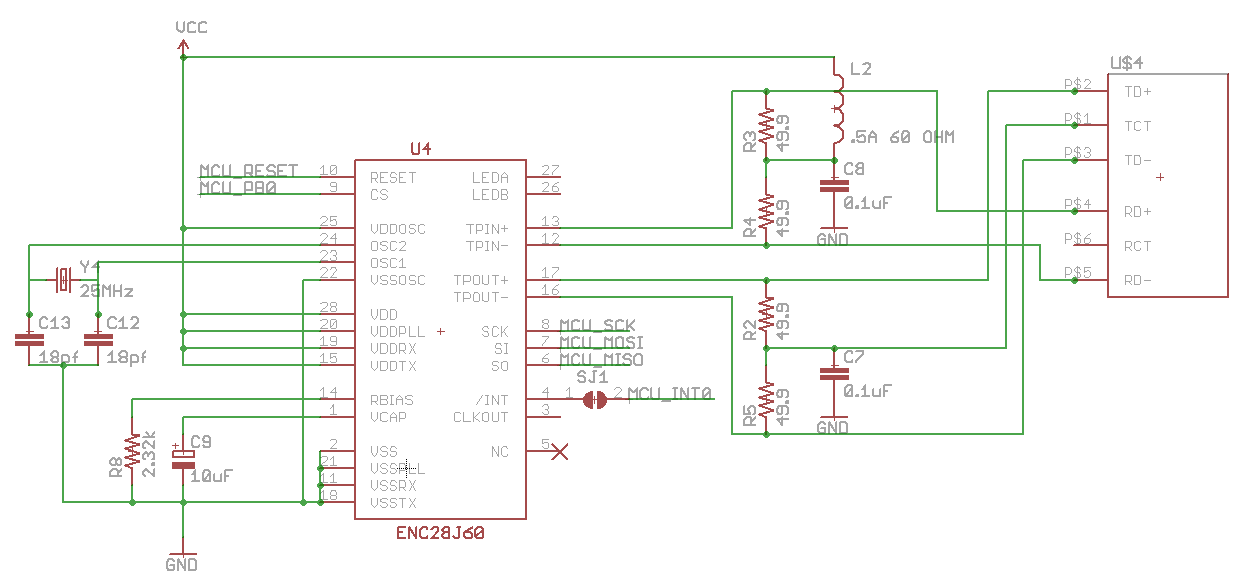 VCC
L2
.5A 60 OHM
U$4
P$2 TD+
P$1 TCT
P$3 TD-
P$4 RD+
P$6 RCT
P$5 RD-
R3 49.9
R4 49.9
C8
0.1uF
GND
R2 49.9
R5 49.9
C7
0.1uF
GND
U4
MCU_RESET 10 RESET
MCU_PB0 9 CS
25 VDDOSC
24 OSC2
23 OSC1
22 VSSOSC
28 VDD
20 VDDPLL
19 VDDRX
15 VDDTX
14 RBIAS
1 VCAP
2 VSS
21 VSSPLL
11 VSSRX
18 VSSTX
LEDA 27
LEDB 26
TPIN+ 13
TPIN- 12
TPOUT+ 17
TPOUT- 16
SCK 8 MCU_SCK
SI 7 MCU_MOSI
SO 6 MCU_MISO
SJ1
/INT 4 1 2 MCU_INT0
CLKOUT 3
NC 5
ENC28J60
Y4
25MHz
C13
18pf
C12
18pf
R8 2.32k
C9
10uF
GND